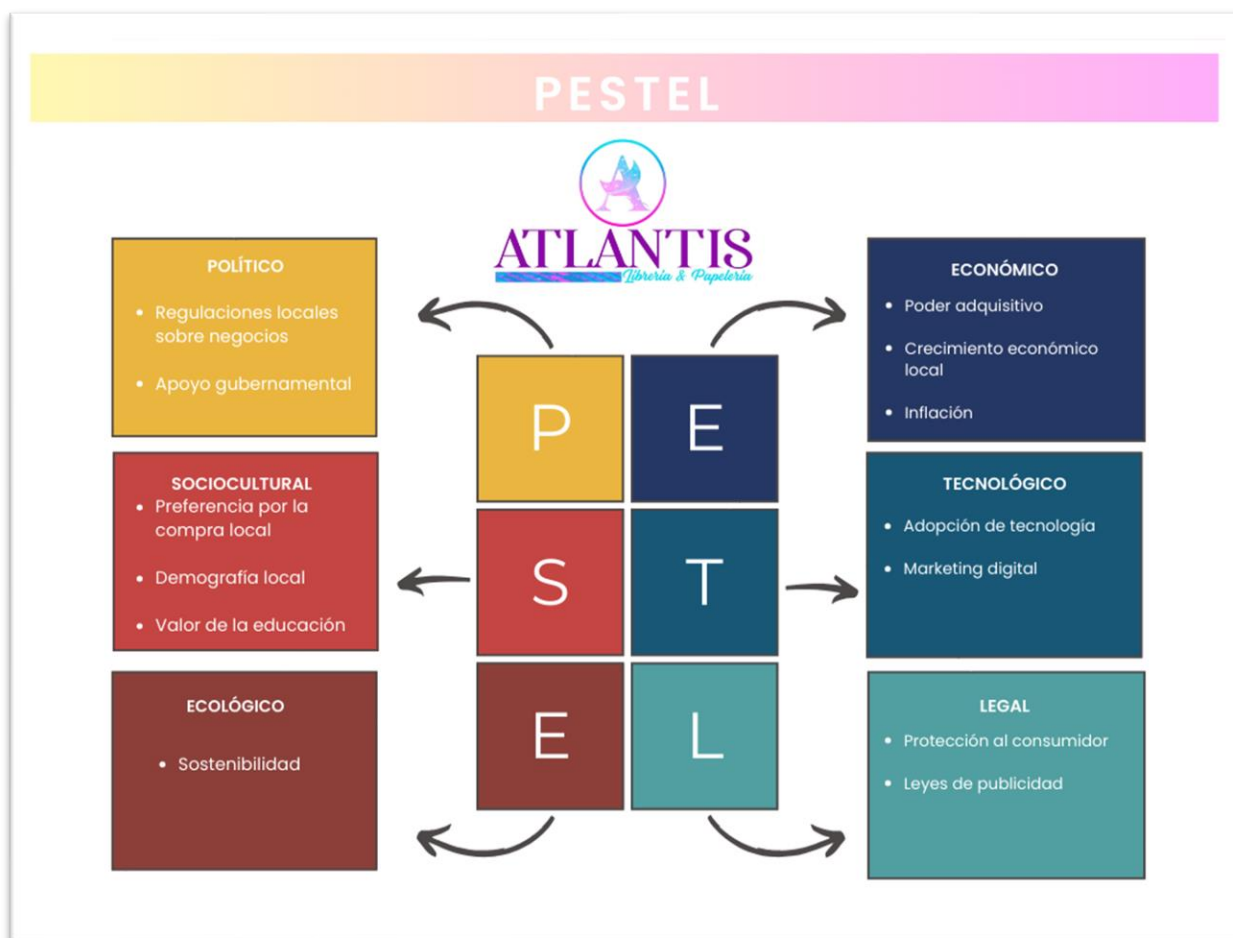 PESTEL
A
ATLANTIS
Librería & Papelería
POLÍTICO
• Regulaciones locales
sobre negocios
• Apoyo gubernamental
ECONÓMICO
• Poder adquisitivo
• Crecimiento económico
local
• Inflación
P
E
SOCIOCULTURAL
• Preferencia por la
compra local
• Demografía local
• Valor de la educación
S
T
TECNOLÓGICO
• Adopción de tecnología
• Marketing digital
ECOLÓGICO
• Sostenibilidad
E
L
LEGAL
• Protección al consumidor
• Leyes de publicidad